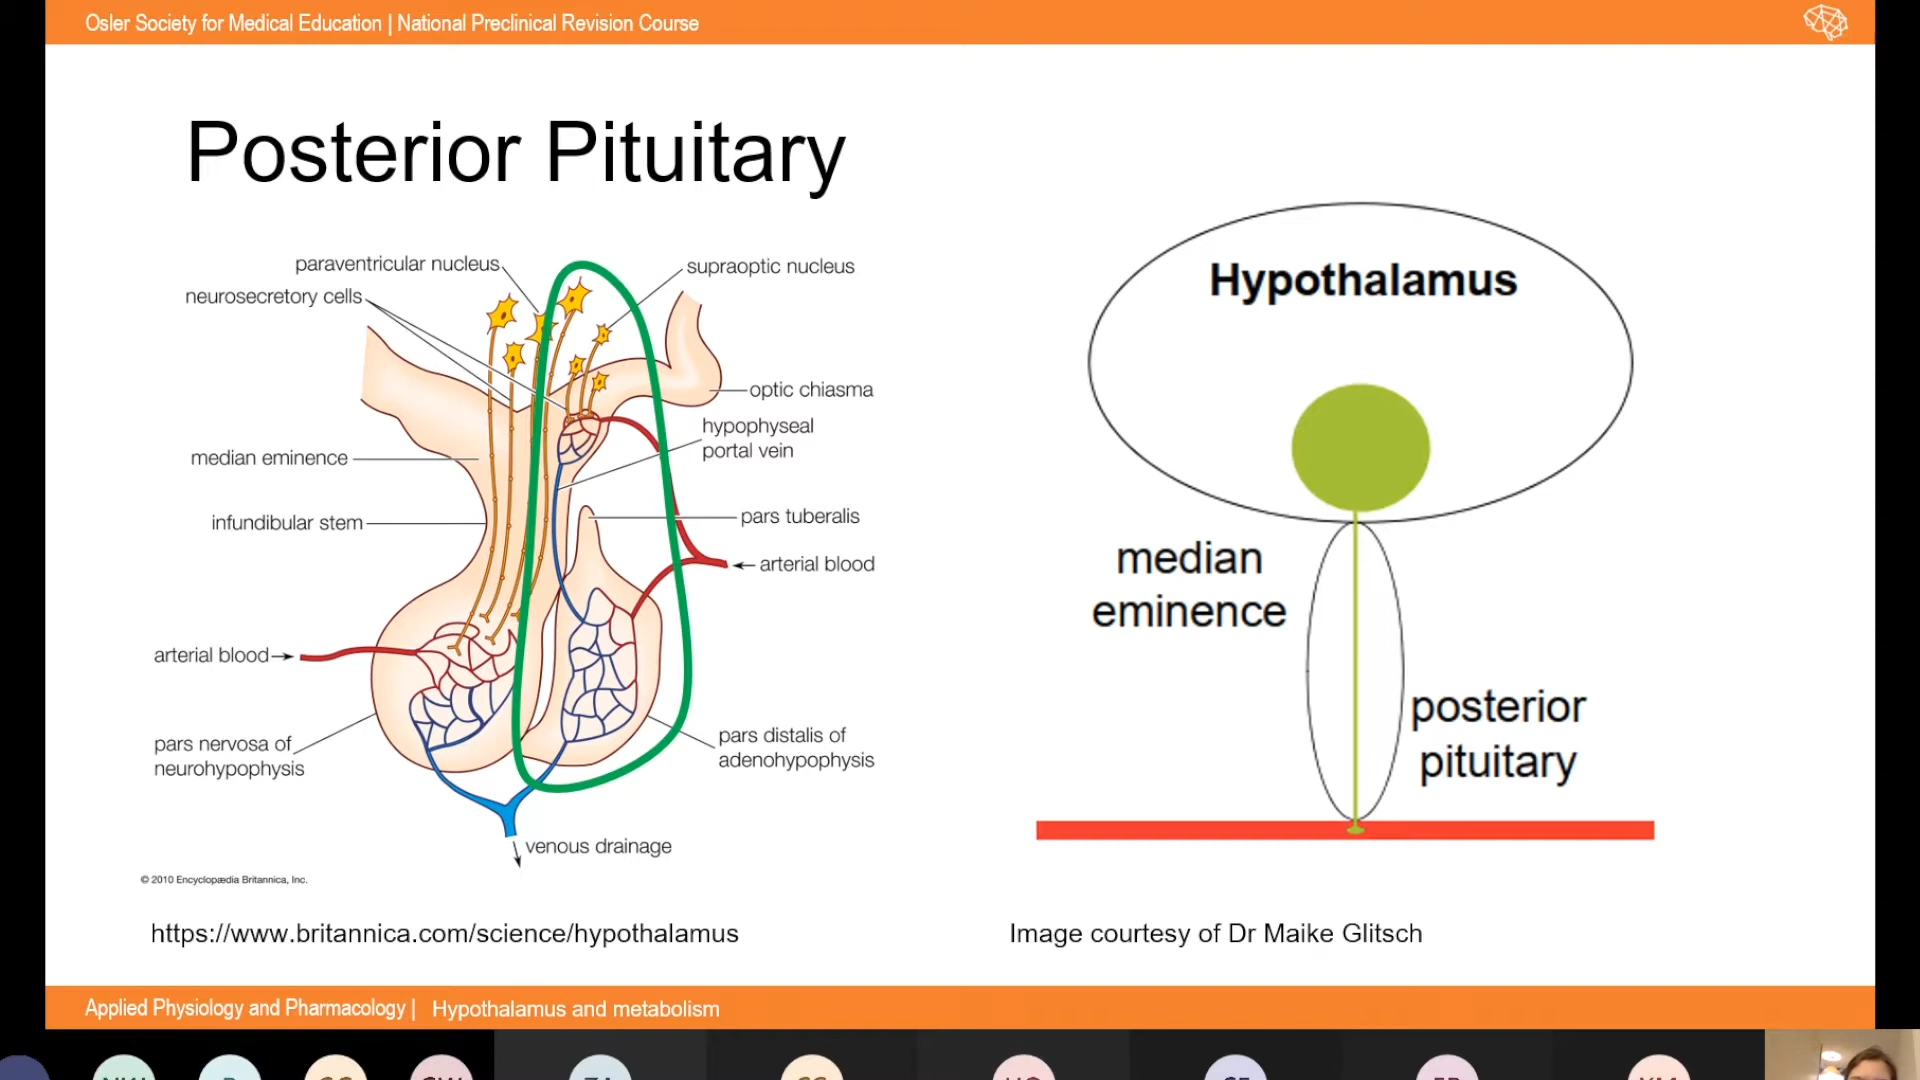 Osler Society for Medical Education | National Preclinical Revision Course
Posterior Pituitary
paraventricular nucleus
neurosecretory cells
supraoptic nucleus
optic chiasma
hypophyseal
portal vein
median eminence
infundibular stem
pars tuberalis
arterial blood
arterial blood
pars nervosa of
neurohypophysis
pars distalis of
adenohypophysis
venous drainage
© 2010 Encyclopædia Britannica, Inc.
https://www.britannica.com/science/hypothalamus
Hypothalamus
median
eminence
posterior
pituitary
Image courtesy of Dr Maike Glitsch
Applied Physiology and Pharmacology | Hypothalamus and metabolism